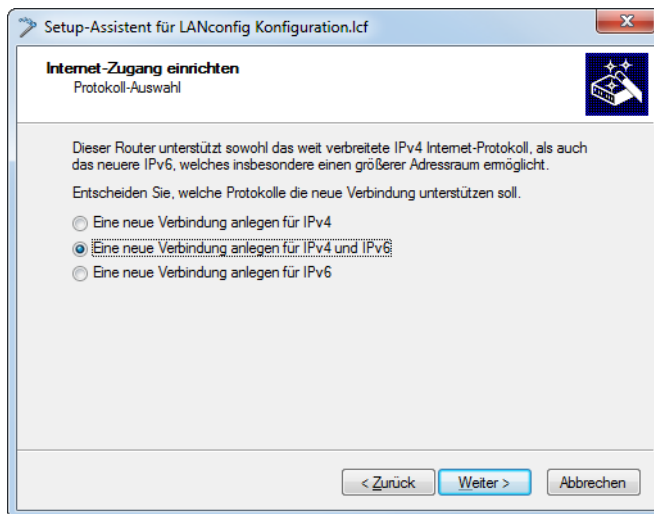 Setup-Assistent für LANconfig Konfiguration.lcf
Internet-Zugang einrichten
Protokoll-Auswahl
Dieser Router unterstützt sowohl das weit verbreitete IPv4 Internet-Protokoll, als auch
das neuere IPv6, welches insbesondere einen größerer Adressraum ermöglicht.
Entscheiden Sie, welche Protokolle die neue Verbindung unterstützen soll.
Eine neue Verbindung anlegen für IPv4
Eine neue Verbindung anlegen für IPv4 und IPv6
Eine neue Verbindung anlegen für IPv6
< Zurück Weiter > Abbrechen